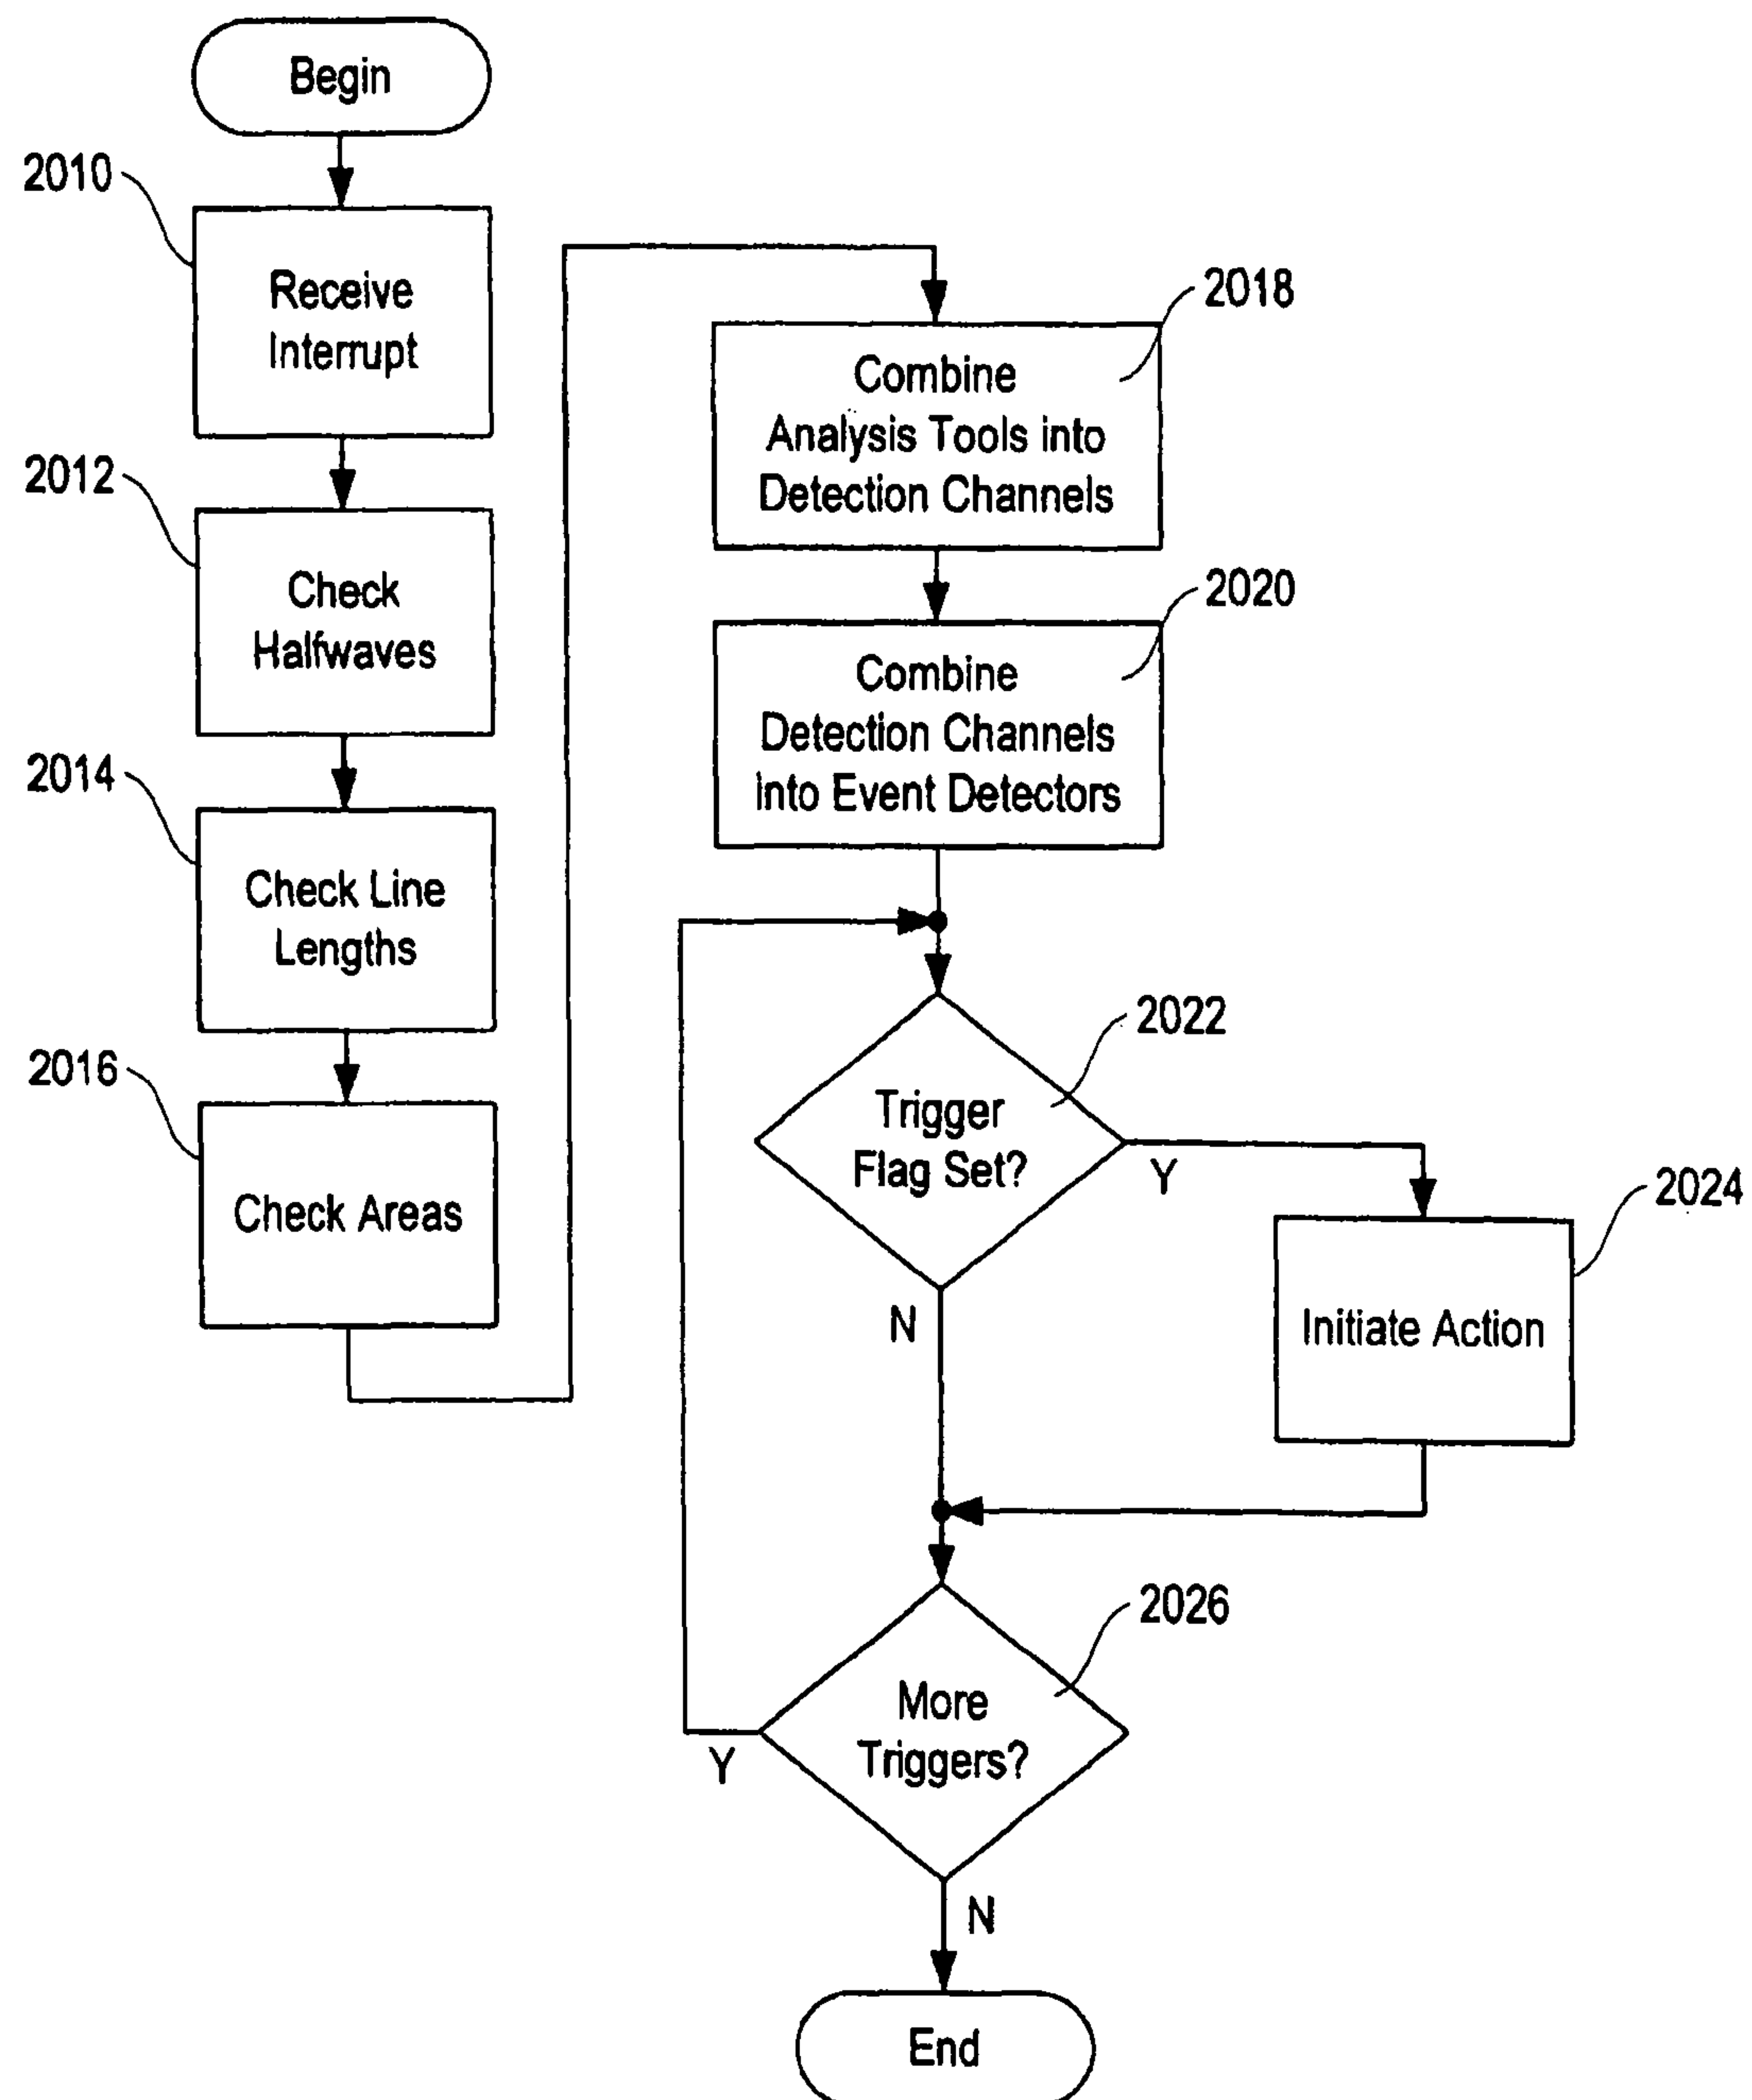 Begin
2010
Receive
Interrupt
2012
Check
Halfwaves
2014
Check Line
Lengths
2016
Check Areas
2018
Combine
Analysis Tools into
Detection Channels
2020
Combine
Detection Channels
into Event Detectors
2022
Trigger
Flag Set?
Y
N
2024
Initiate Action
2026
More
Triggers?
Y
N
End